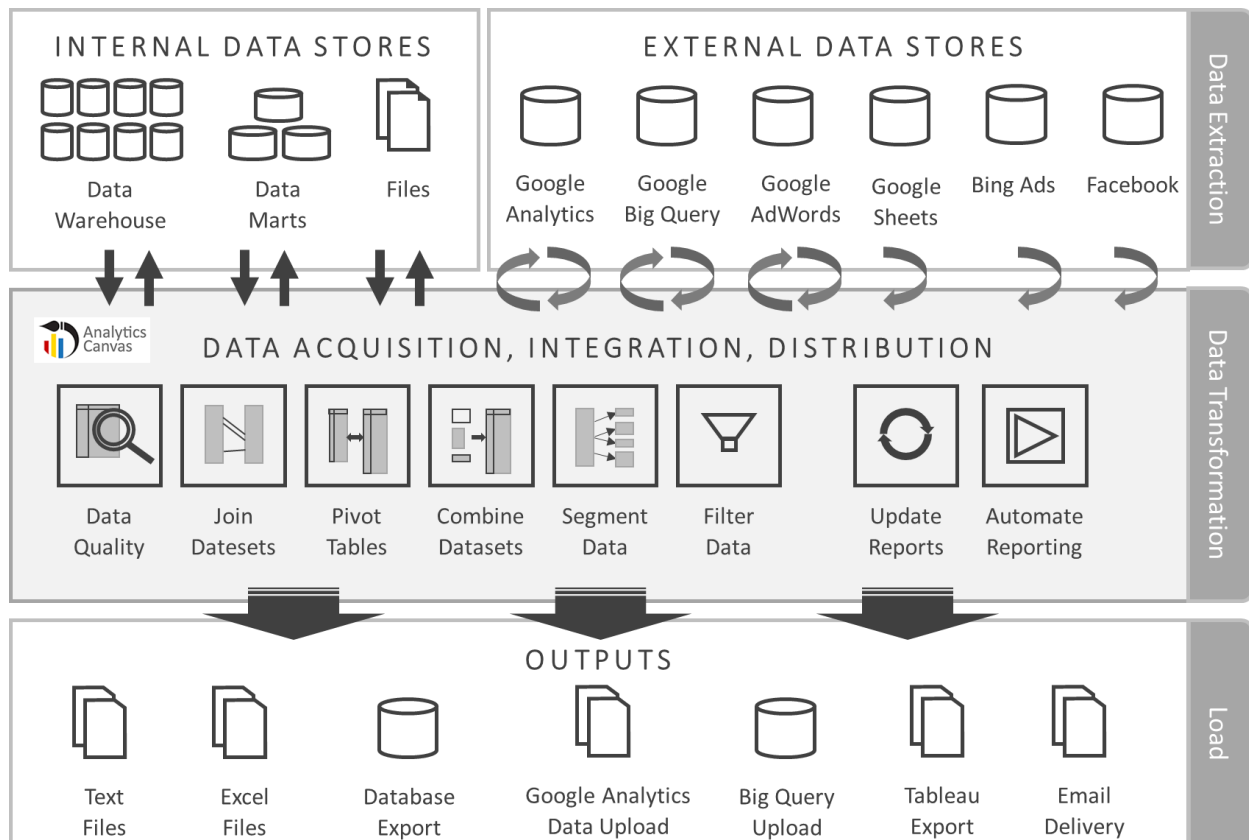 INTERNAL DATA STORES
Data
Warehouse
Data
Marts
Files
EXTERNAL DATA STORES
Google
Analytics
Google
Big Query
Google
AdWords
Google
Sheets
Bing Ads
Facebook
Data Extraction
Analytics
Canvas
DATA ACQUISITION, INTEGRATION, DISTRIBUTION
Data
Quality
Join
Datesets
Pivot
Tables
Combine
Datasets
Segment
Data
Filter
Data
Update
Reports
Automate
Reporting
Data Transformation
OUTPUTS
Text
Files
Excel
Files
Database
Export
Google Analytics
Data Upload
Big Query
Upload
Tableau
Export
Email
Delivery
Load